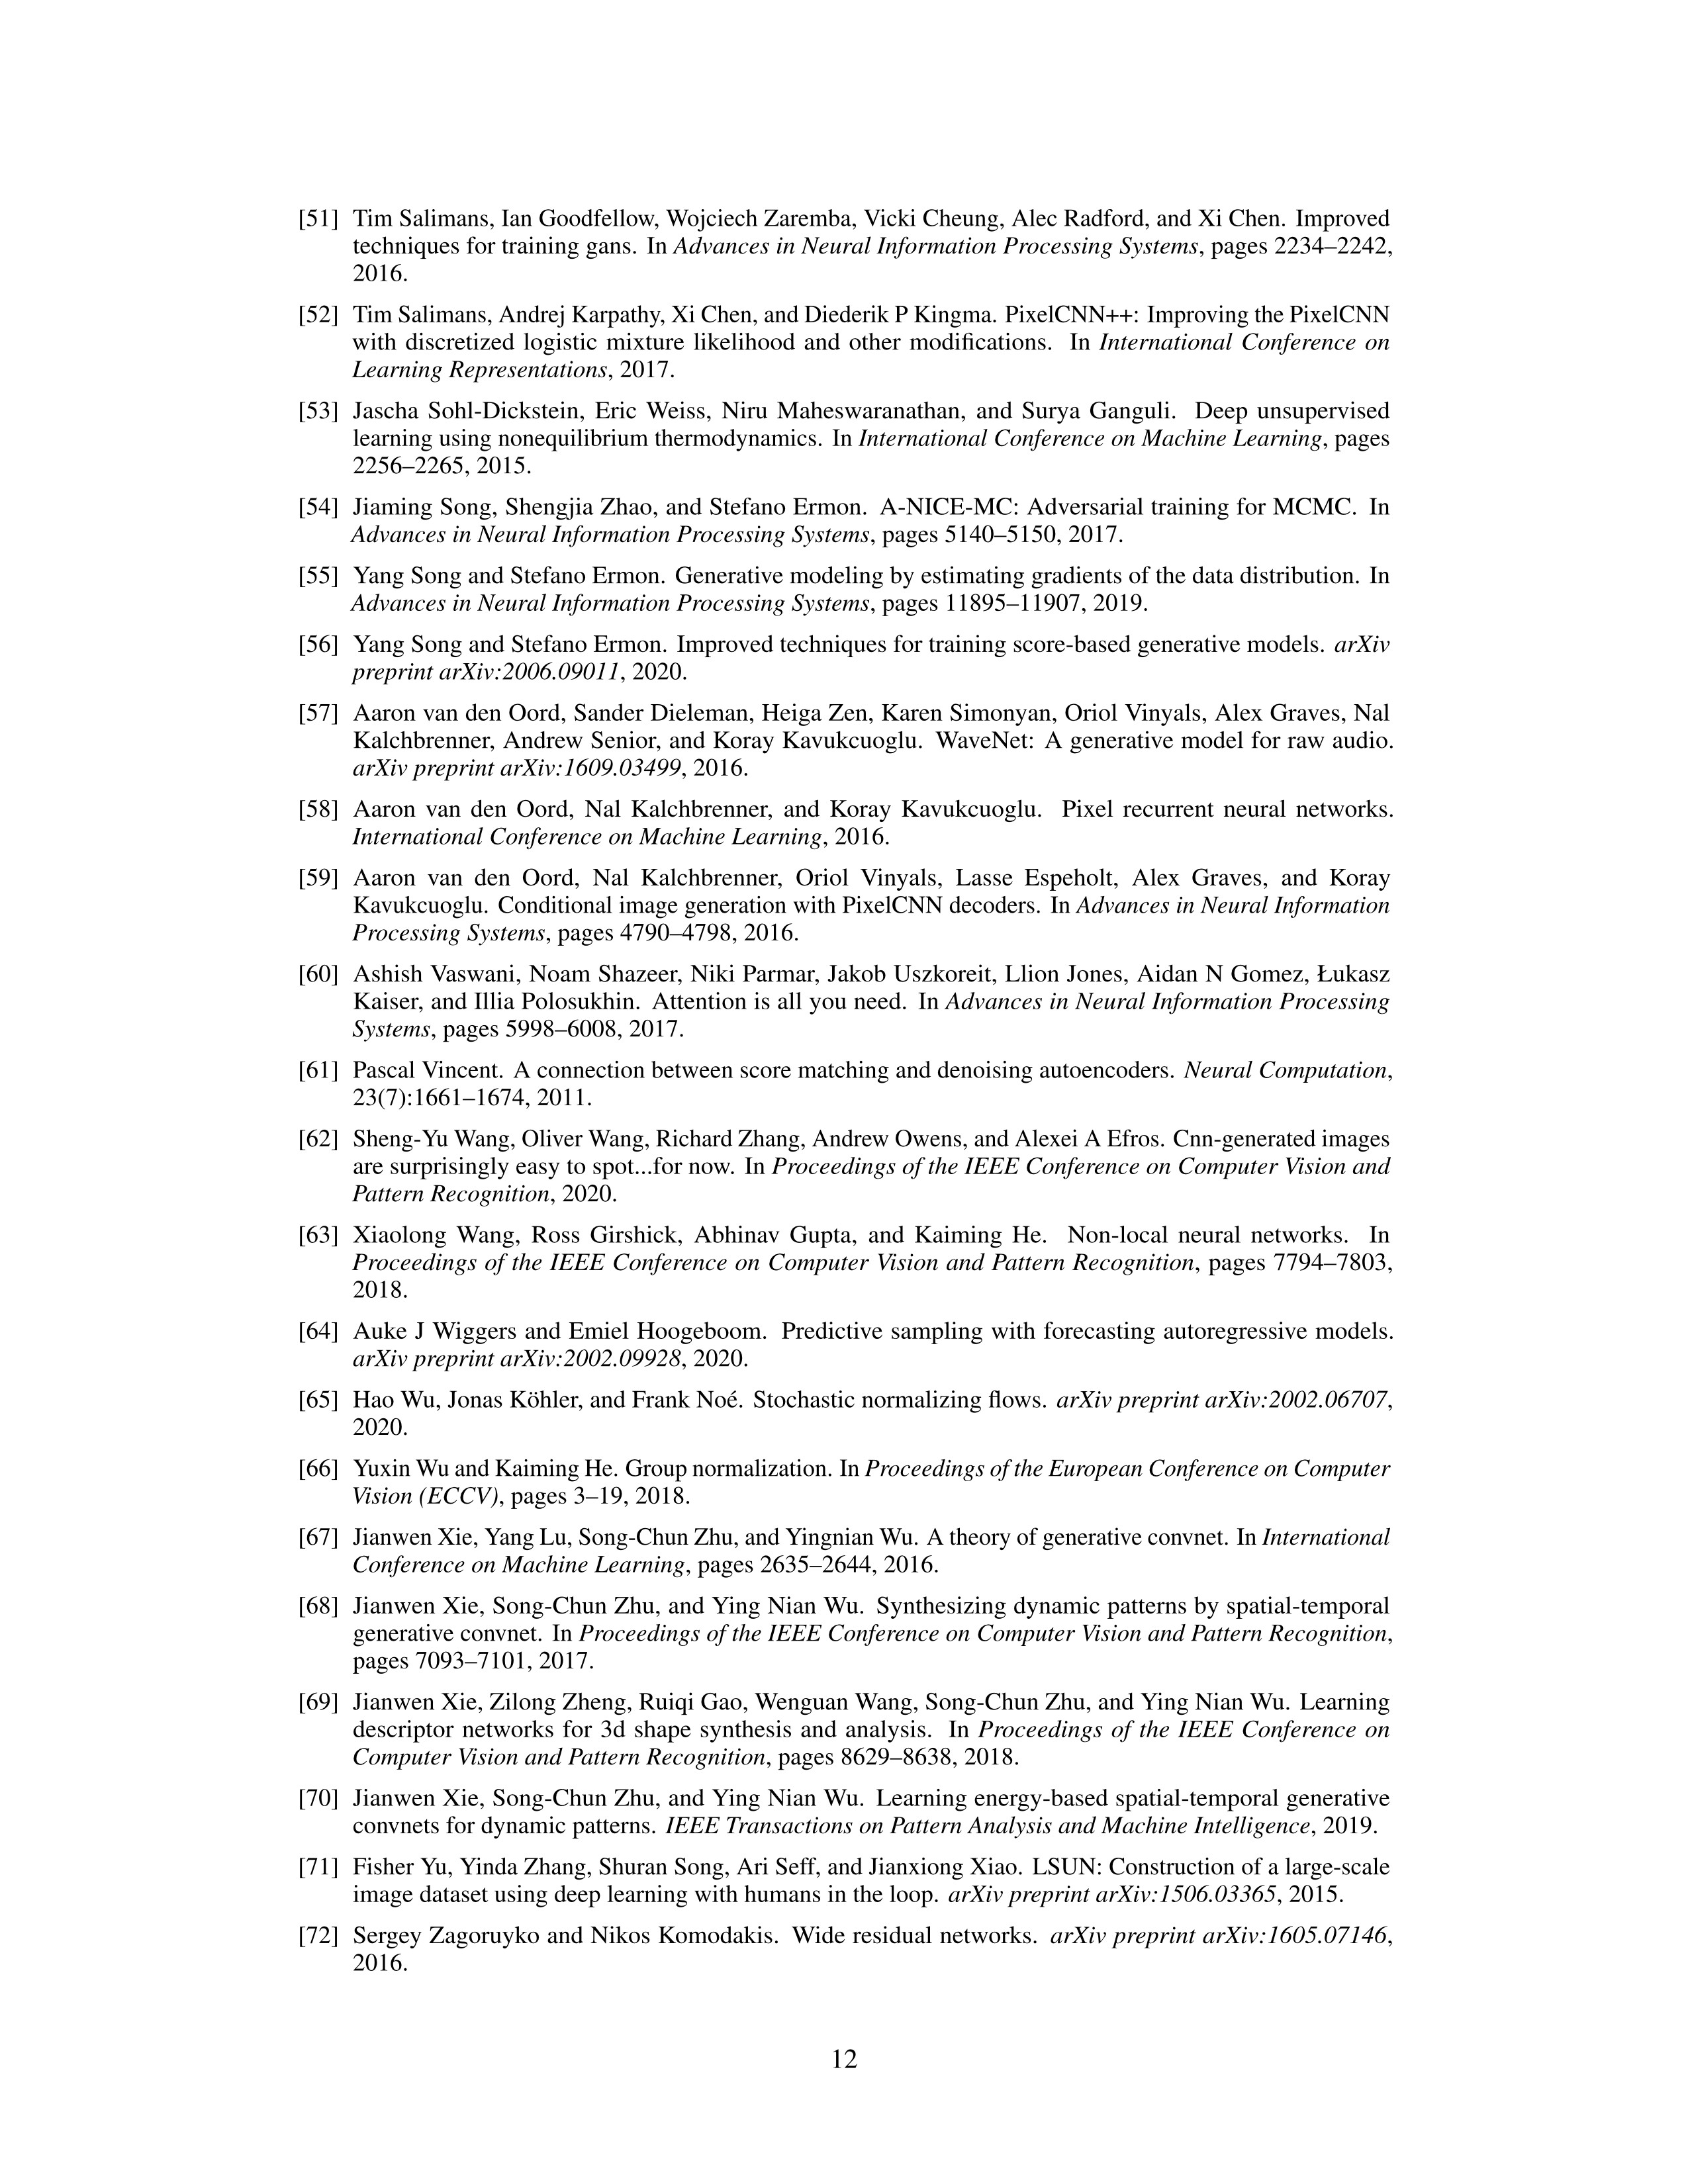 [51] Tim Salimans, Ian Goodfellow, Wojciech Zaremba, Vicki Cheung, Alec Radford, and Xi Chen. Improved
techniques for training gans. In Advances in Neural Information Processing Systems, pages 2234–2242,
2016.
[52] Tim Salimans, Andrej Karpathy, Xi Chen, and Diederik P Kingma. PixelCNN++: Improving the PixelCNN
with discretized logistic mixture likelihood and other modifications. In International Conference on
Learning Representations, 2017.
[53] Jascha Sohl-Dickstein, Eric Weiss, Niru Maheswaranathan, and Surya Ganguli. Deep unsupervised
learning using nonequilibrium thermodynamics. In International Conference on Machine Learning, pages
2256–2265, 2015.
[54] Jiaming Song, Shengjia Zhao, and Stefano Ermon. A-NICE-MC: Adversarial training for MCMC. In
Advances in Neural Information Processing Systems, pages 5140–5150, 2017.
[55] Yang Song and Stefano Ermon. Generative modeling by estimating gradients of the data distribution. In
Advances in Neural Information Processing Systems, pages 11895–11907, 2019.
[56] Yang Song and Stefano Ermon. Improved techniques for training score-based generative models. arXiv
preprint arXiv:2006.09011, 2020.
[57] Aaron van den Oord, Sander Dieleman, Heiga Zen, Karen Simonyan, Oriol Vinyals, Alex Graves, Nal
Kalchbrenner, Andrew Senior, and Koray Kavukcuoglu. WaveNet: A generative model for raw audio.
arXiv preprint arXiv:1609.03499, 2016.
[58] Aaron van den Oord, Nal Kalchbrenner, and Koray Kavukcuoglu. Pixel recurrent neural networks.
International Conference on Machine Learning, 2016.
[59] Aaron van den Oord, Nal Kalchbrenner, Oriol Vinyals, Lasse Espeholt, Alex Graves, and Koray
Kavukcuoglu. Conditional image generation with PixelCNN decoders. In Advances in Neural Information
Processing Systems, pages 4790–4798, 2016.
[60] Ashish Vaswani, Noam Shazeer, Niki Parmar, Jakob Uszkoreit, Llion Jones, Aidan N Gomez, Łukasz
Kaiser, and Illia Polosukhin. Attention is all you need. In Advances in Neural Information Processing
Systems, pages 5998–6008, 2017.
[61] Pascal Vincent. A connection between score matching and denoising autoencoders. Neural Computation,
23(7):1661–1674, 2011.
[62] Sheng-Yu Wang, Oliver Wang, Richard Zhang, Andrew Owens, and Alexei A Efros. Cnn-generated images
are surprisingly easy to spot...for now. In Proceedings of the IEEE Conference on Computer Vision and
Pattern Recognition, 2020.
[63] Xiaolong Wang, Ross Girshick, Abhinav Gupta, and Kaiming He. Non-local neural networks. In
Proceedings of the IEEE Conference on Computer Vision and Pattern Recognition, pages 7794–7803,
2018.
[64] Auke J Wiggers and Emiel Hoogeboom. Predictive sampling with forecasting autoregressive models.
arXiv preprint arXiv:2002.09928, 2020.
[65] Hao Wu, Jonas Köhler, and Frank Noé. Stochastic normalizing flows. arXiv preprint arXiv:2002.06707,
2020.
[66] Yuxin Wu and Kaiming He. Group normalization. In Proceedings of the European Conference on Computer
Vision (ECCV), pages 3–19, 2018.
[67] Jianwen Xie, Yang Lu, Song-Chun Zhu, and Yingnian Wu. A theory of generative convnet. In International
Conference on Machine Learning, pages 2635–2644, 2016.
[68] Jianwen Xie, Song-Chun Zhu, and Ying Nian Wu. Synthesizing dynamic patterns by spatial-temporal
generative convnet. In Proceedings of the IEEE Conference on Computer Vision and Pattern Recognition,
pages 7093–7101, 2017.
[69] Jianwen Xie, Zilong Zheng, Ruiqi Gao, Wenguan Wang, Song-Chun Zhu, and Ying Nian Wu. Learning
descriptor networks for 3d shape synthesis and analysis. In Proceedings of the IEEE Conference on
Computer Vision and Pattern Recognition, pages 8629–8638, 2018.
[70] Jianwen Xie, Song-Chun Zhu, and Ying Nian Wu. Learning energy-based spatial-temporal generative
convnets for dynamic patterns. IEEE Transactions on Pattern Analysis and Machine Intelligence, 2019.
[71] Fisher Yu, Yinda Zhang, Shuran Song, Ari Seff, and Jianxiong Xiao. LSUN: Construction of a large-scale
image dataset using deep learning with humans in the loop. arXiv preprint arXiv:1506.03365, 2015.
[72] Sergey Zagoruyko and Nikos Komodakis. Wide residual networks. arXiv preprint arXiv:1605.07146,
2016.
12